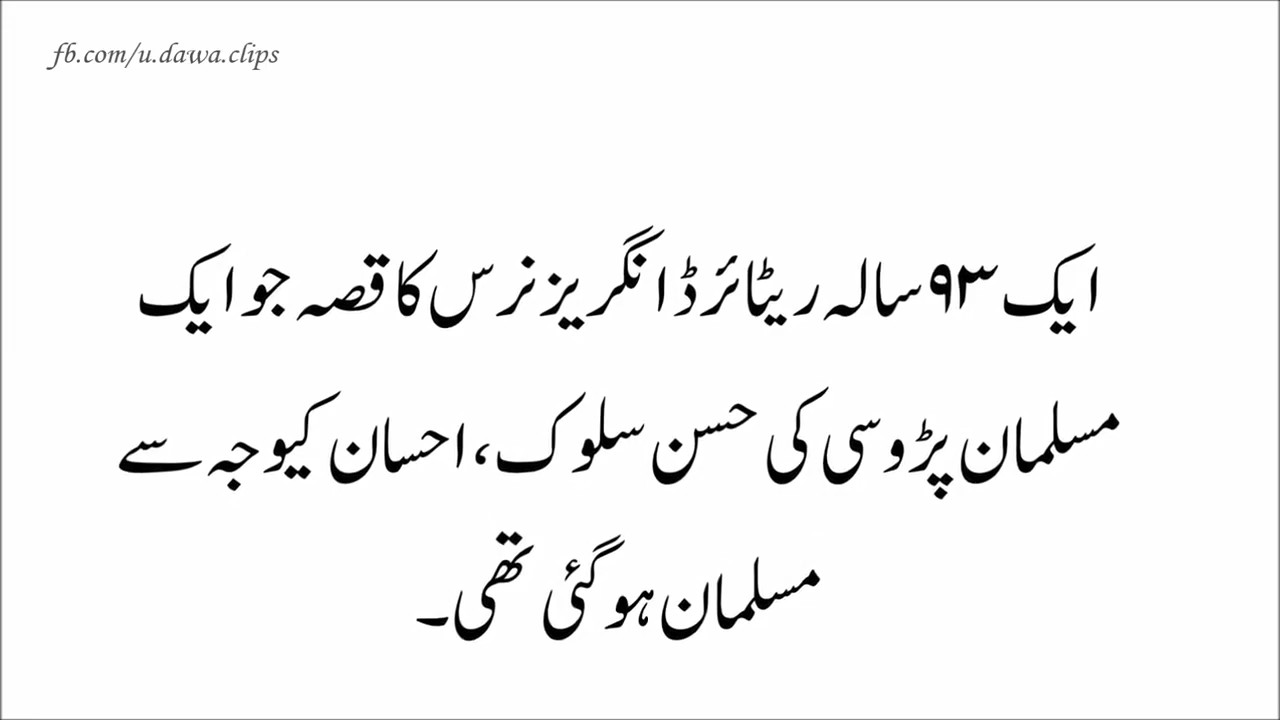 fb.com/u.dawa.clips
ایک ۹۳ سالہ ریٹائرڈ انگریز نرس کا قصہ جو ایک
مسلمان پڑوسی کی حسن سلوک، احسان کیوجہ سے
مسلمان ہو گئی تھی۔